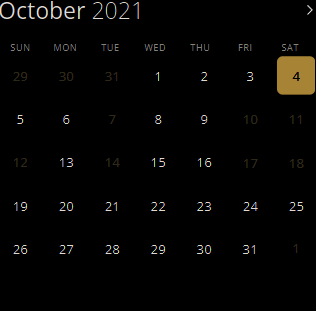 October 2021
SUN MON TUE WED THU FRI SAT
29 30 31 1 2 3 4
5 6 7 8 9 10 11
12 13 14 15 16 17 18
19 20 21 22 23 24 25
26 27 28 29 30 31 1